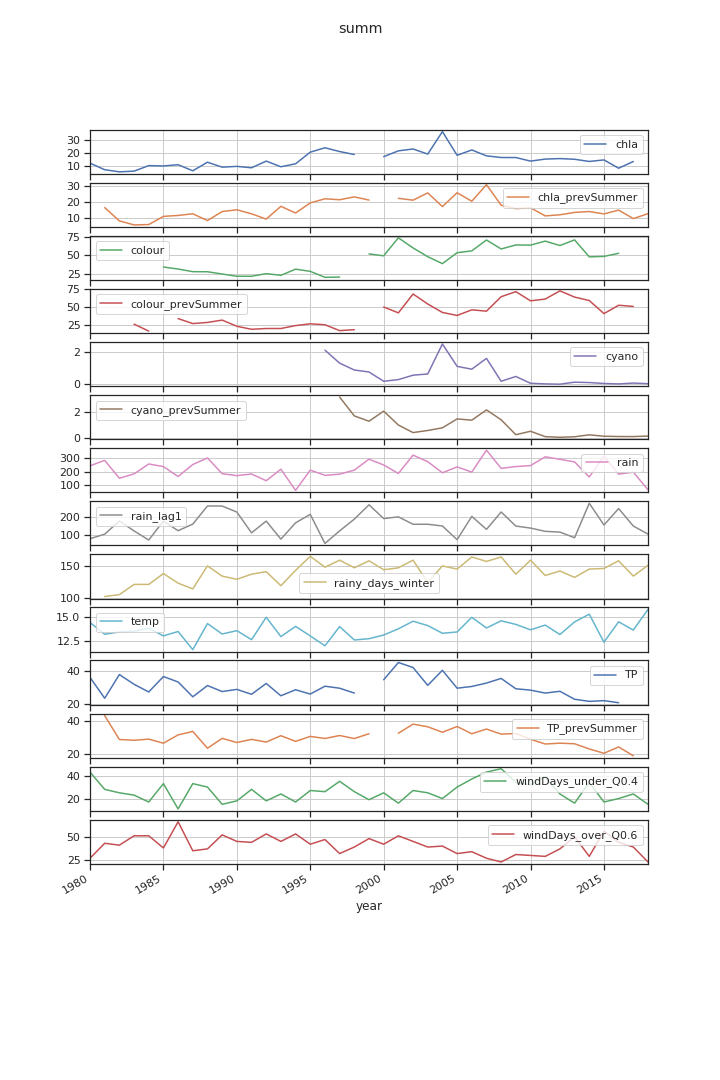 summ
30
20
10
chla
30
20
10
chla_prevSummer
75
50
25
colour
75
50
25
colour_prevSummer
2
0
cyano
2
0
cyano_prevSummer
300
200
100
rain
200
100
rain_lag1
150
100
rainy_days_winter
15.0
12.5
temp
40
20
TP
40
20
TP_prevSummer
40
20
windDays_under_Q0.4
50
25
windDays_over_Q0.6
1980 1985 1990 1995 2000 2005 2010 2015
year